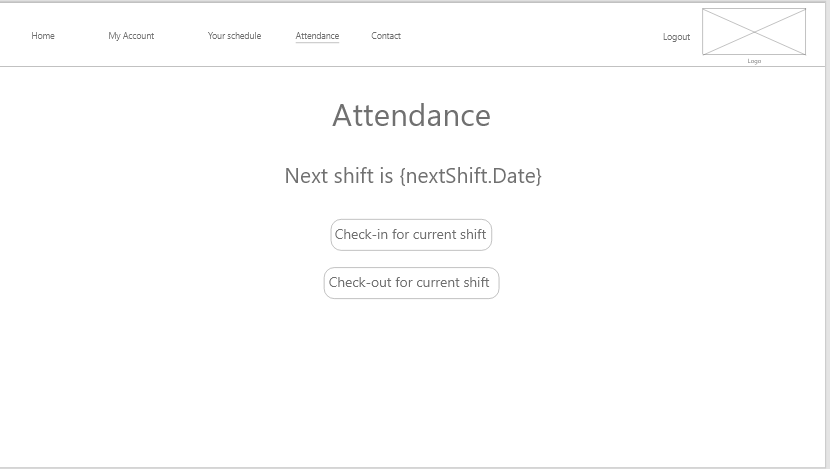 Home My Account Your schedule Attendance Contact Logout
Logo
Attendance
Next shift is {nextShift.Date}
Check-in for current shift
Check-out for current shift